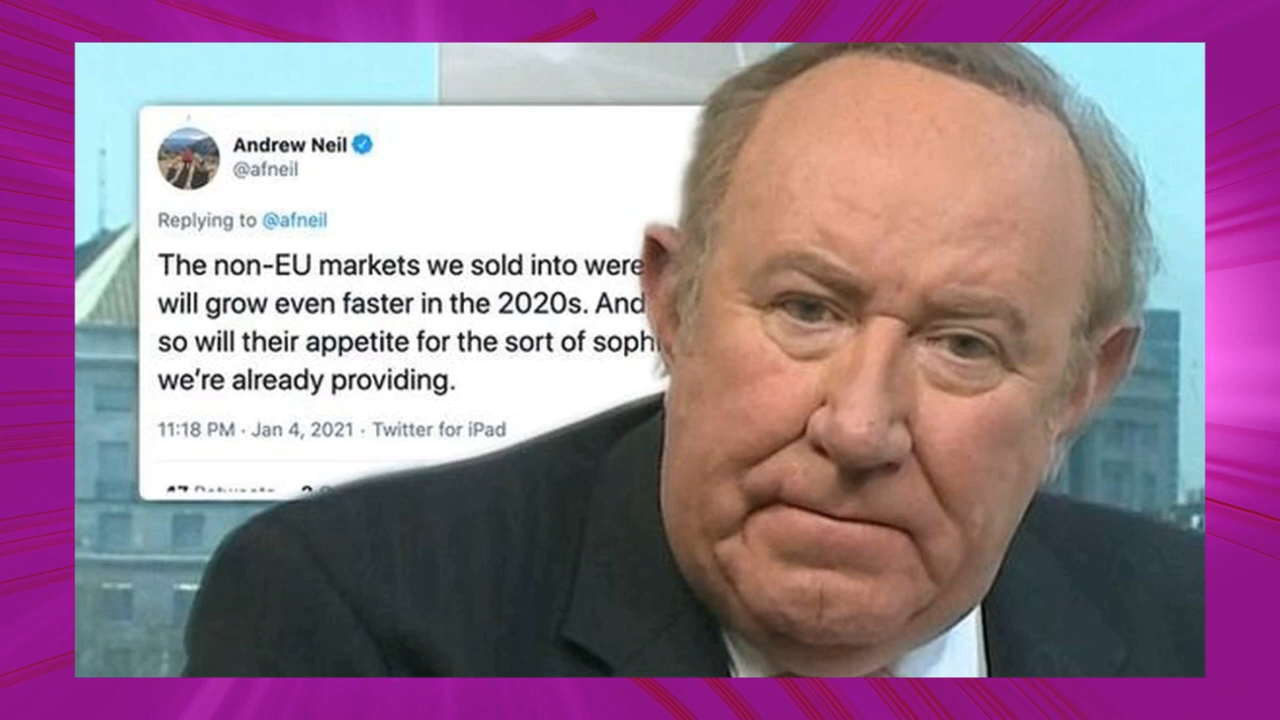 Andrew Neil
@afneil
Replying to @afneil
The non-EU markets we sold into were
will grow even faster in the 2020s. And
so will their appetite for the sort of soph
we're already providing.
11:18 PM · Jan 4, 2021 · Twitter for iPad